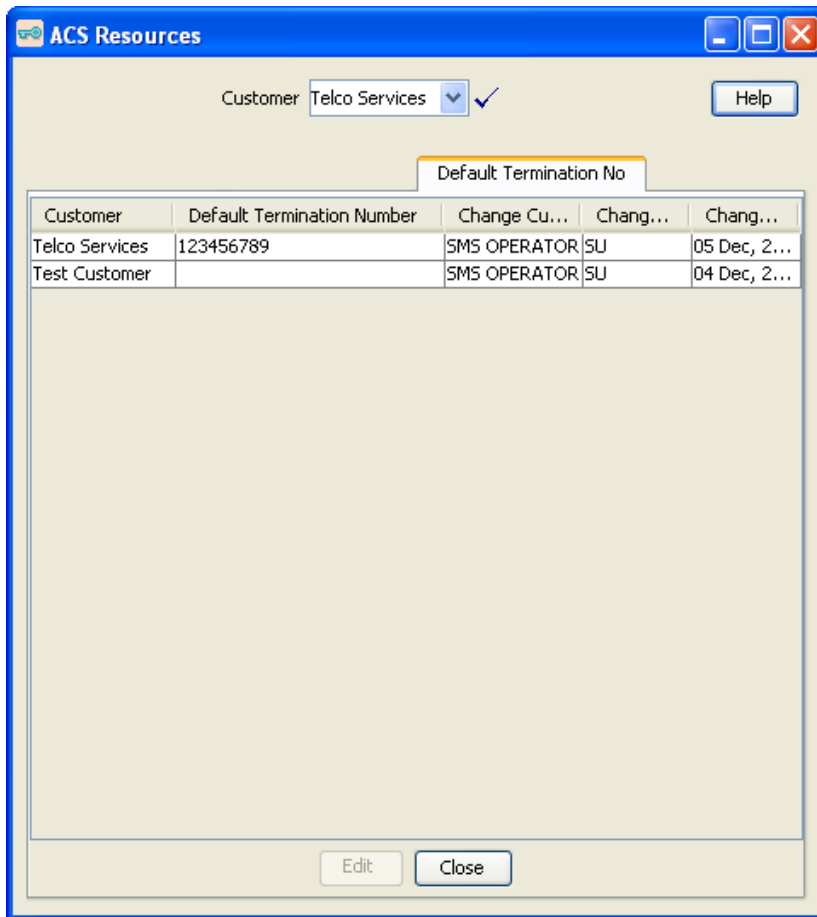 ACS Resources
Customer Telco Services Help
Default Termination No
Customer Default Termination Number Change Cu... Chang... Chang...
Telco Services 123456789 SMS OPERATOR SU 05 Dec, 2...
Test Customer SMS OPERATOR SU 04 Dec, 2...
Edit Close